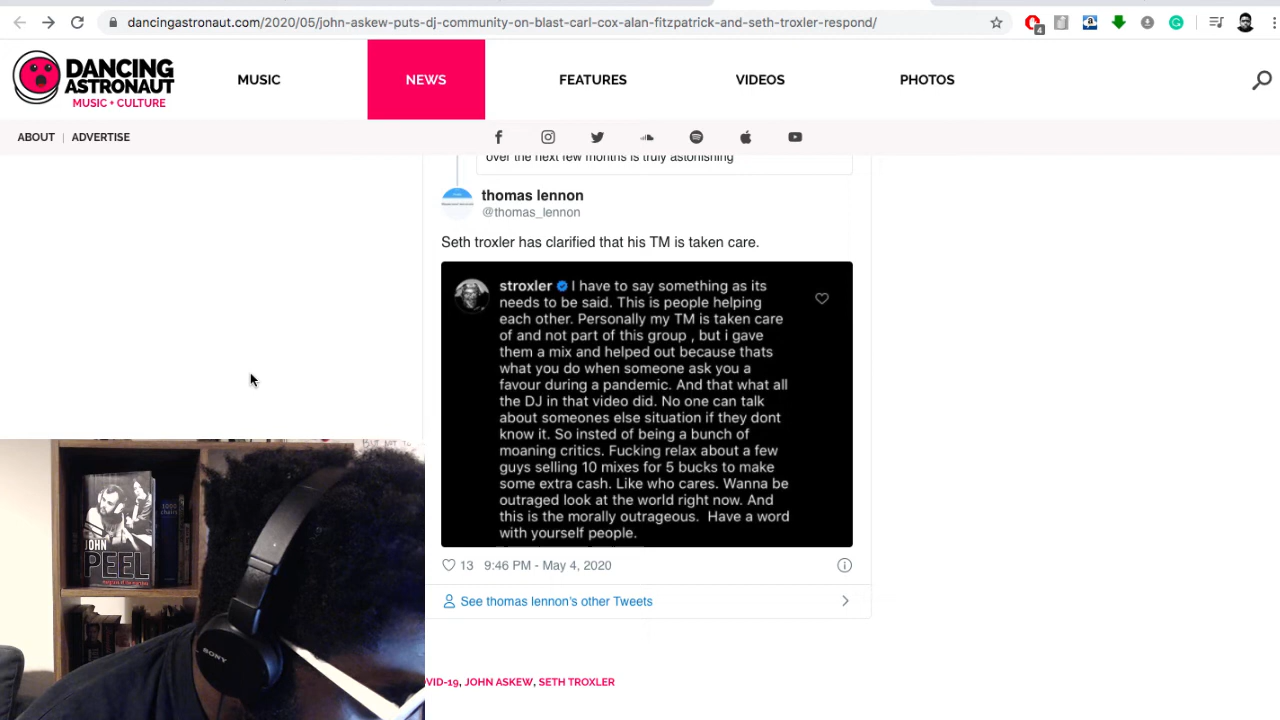 dancingastronaut.com/2020/05/john-askew-puts-dj-community-on-blast-carl-cox-alan-fitzpatrick-and-seth-troxler-respond/
4
DANCING
ASTRONAUT
MUSIC + CULTURE
MUSIC
NEWS
FEATURES
VIDEOS
PHOTOS
ABOUT | ADVERTISE
over the next few months is truly astonishing
thomas lennon
@thomas_lennon
Seth troxler has clarified that his TM is taken care.
stroxler I have to say something as its
needs to be said. This is people helping
each other. Personally my TM is taken care
of and not part of this group , but i gave
them a mix and helped out because thats
what you do when someone ask you a
favour during a pandemic. And that what all
the DJ in that video did. No one can talk
about someones else situation if they dont
know it. So insted of being a bunch of
moaning critics. Fucking relax about a few
guys selling 10 mixes for 5 bucks to make
some extra cash. Like who cares. Wanna be
outraged look at the world right now. And
this is the morally outrageous. Have a word
with yourself people.
13 9:46 PM - May 4, 2020
See thomas lennon's other Tweets
VID-19, JOHN ASKEW, SETH TROXLER
BUT NOT TO
JOHN
PEEL
1000
chairs
SONY